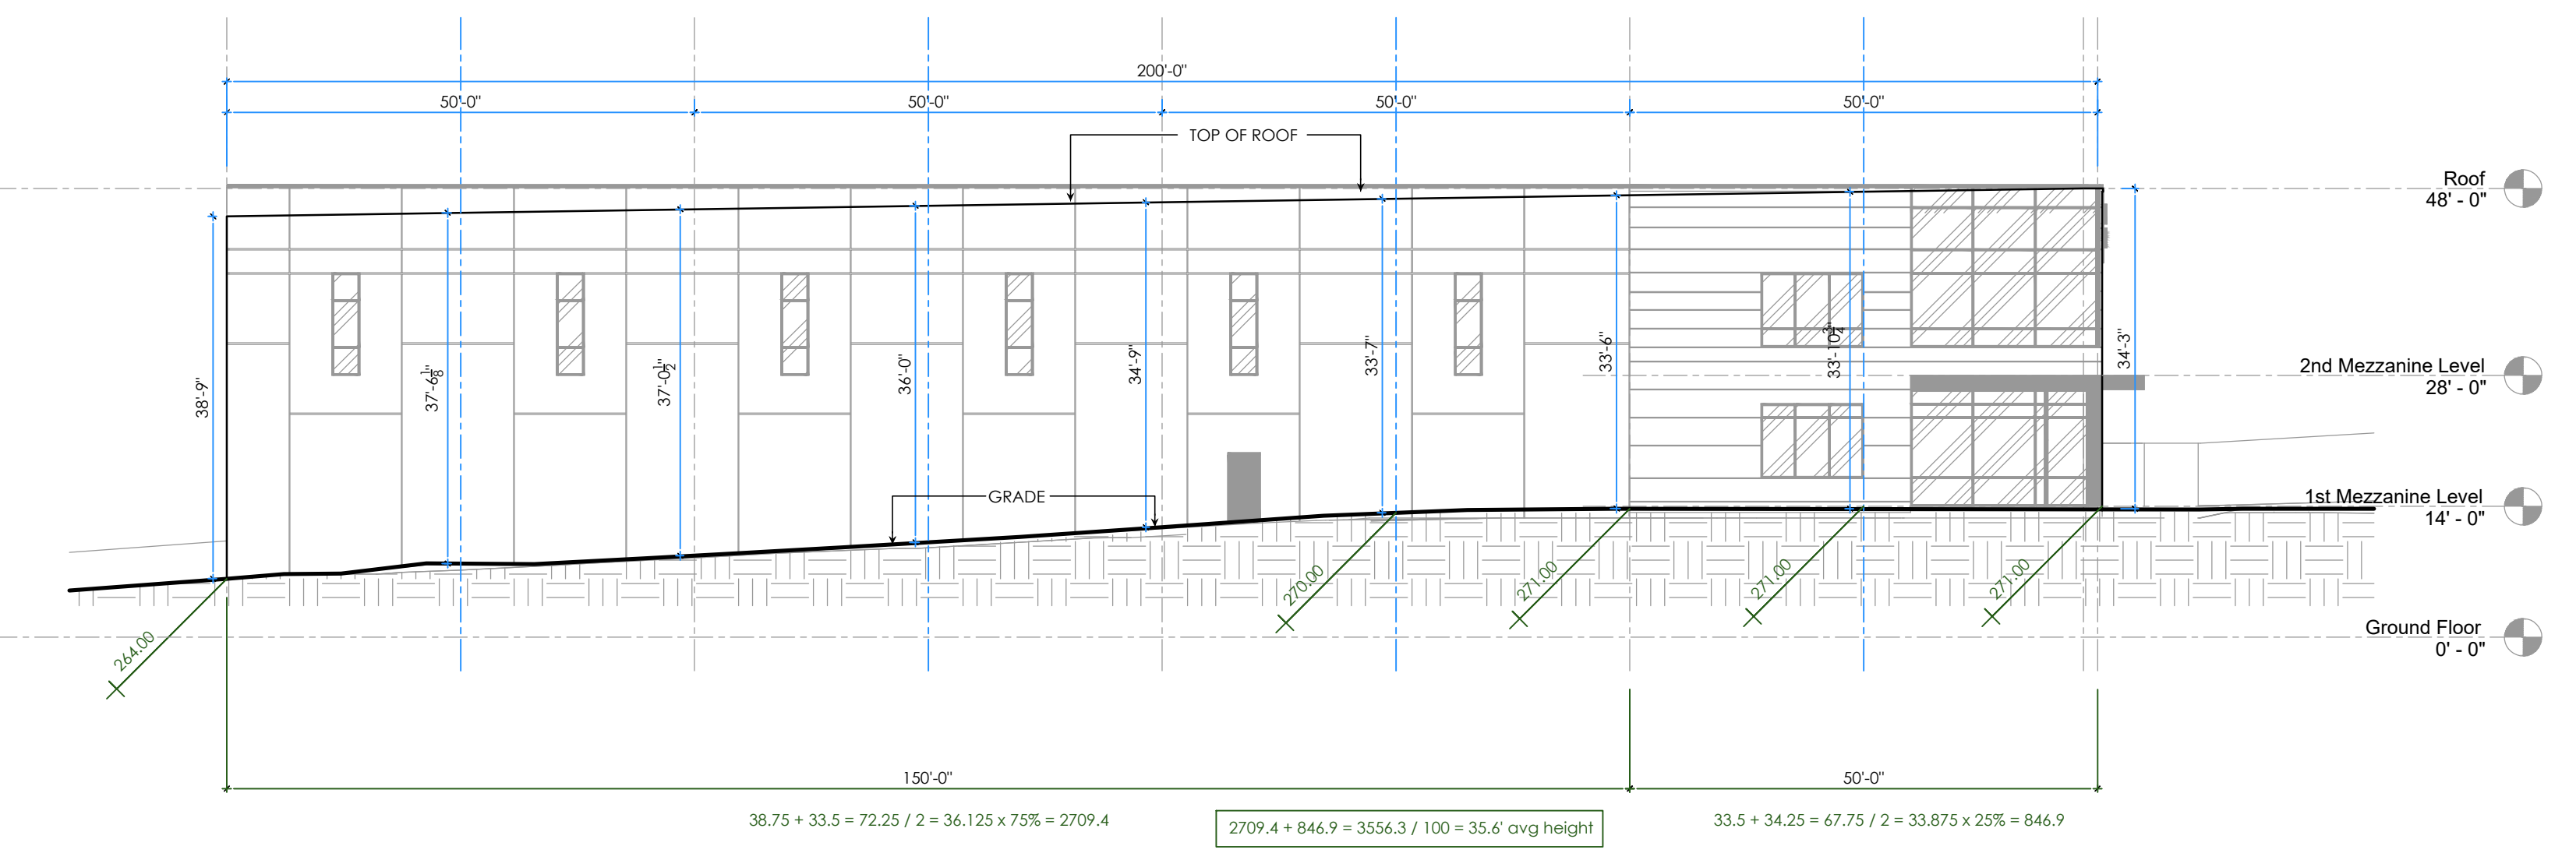 200'-0"
50'-0" 50'-0" 50'-0" 50'-0"
TOP OF ROOF
Roof
48' - 0"
38'-9"
37'-6 1/8"
37'-0 1/2"
36'-0"
34'-9"
33'-7"
33'-6"
33'-10 3/4"
34'-3"
2nd Mezzanine Level
28' - 0"
GRADE
1st Mezzanine Level
14' - 0"
264.00
270.00
271.00
271.00
271.00
Ground Floor
0' - 0"
150'-0"
50'-0"
38.75 + 33.5 = 72.25 / 2 = 36.125 x 75% = 2709.4
2709.4 + 846.9 = 3556.3 / 100 = 35.6' avg height
33.5 + 34.25 = 67.75 / 2 = 33.875 x 25% = 846.9